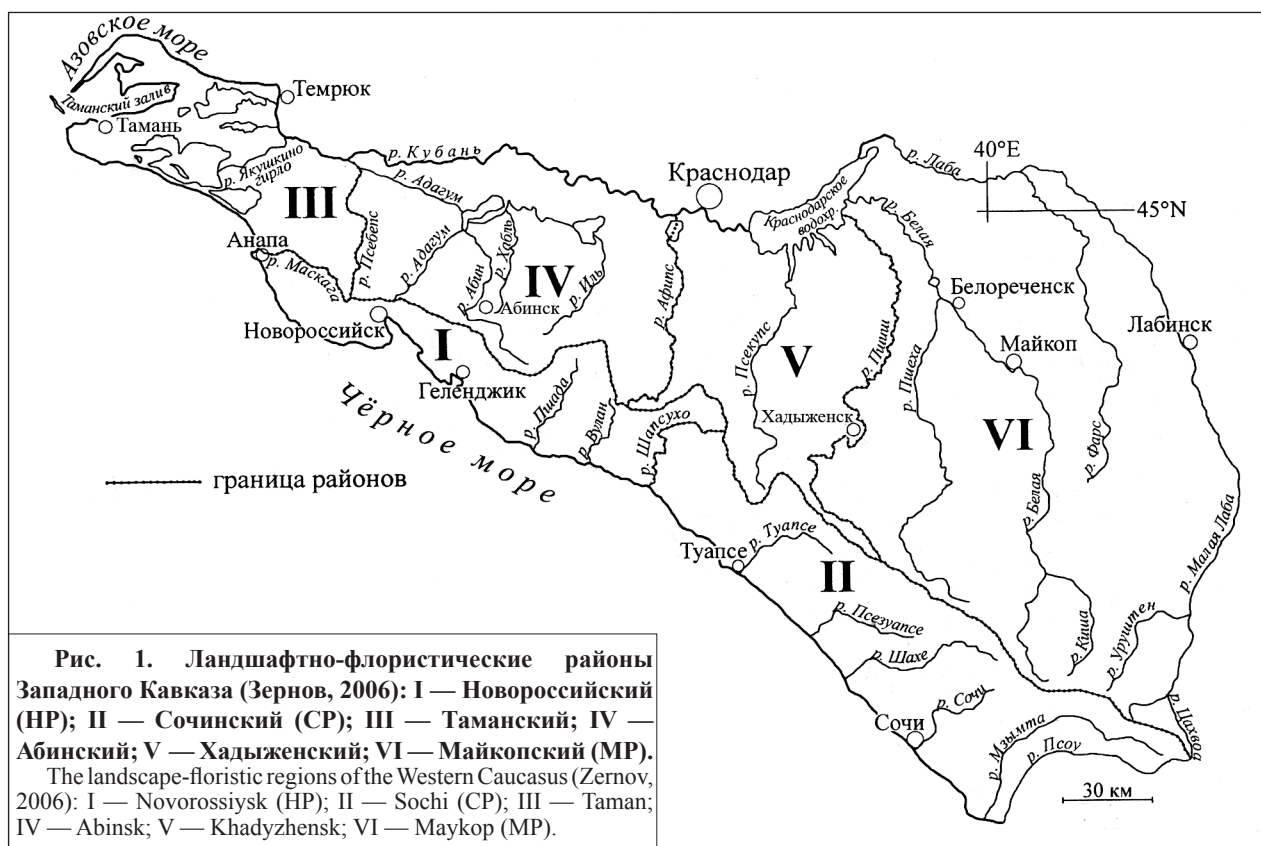 Азовское море
Таманский залив
Темрюк
Тамань
р. Якушкино
гирло
р. Кубань
р. Адагум
III
р. Псебепс
р. Адагум
Анапа
р. Маскага
р. Абин
р. Хабль
IV
р. Иль
Абинск
Новороссийск
I
Геленджик
Краснодар
Краснодарское
водохр.
р. Лаба
40°E
45°N
р. Белая
Белореченск
Лабинск
Майкоп
р. Афипс
р. Псекупс
V
р. Пшиш
р. Пшеха
Хадыженск
VI
р. Фарс
р. Белая
р. Малая Лаба
р. Пшада
р. Вулан
р. Шапсухо
Чёрное море
граница районов
Туапсе
р. Туапсе
II
р. Псезуапсе
р. Шахе
р. Киша
р. Уруштен
р. Цахвоа
р. Сочи
Сочи
р. Мзымта
р. Псоу
30 км
Рис. 1. Ландшафтно-флористические районы
Западного Кавказа (Зернов, 2006): I — Новороссийский
(НР); II — Сочинский (СР); III — Таманский; IV —
Абинский; V — Хадыженский; VI — Майкопский (МР).
The landscape-floristic regions of the Western Caucasus (Zernov,
2006): I — Novorossiysk (HP); II — Sochi (CP); III — Taman;
IV — Abinsk; V — Khadyzhensk; VI — Maykop (MP).